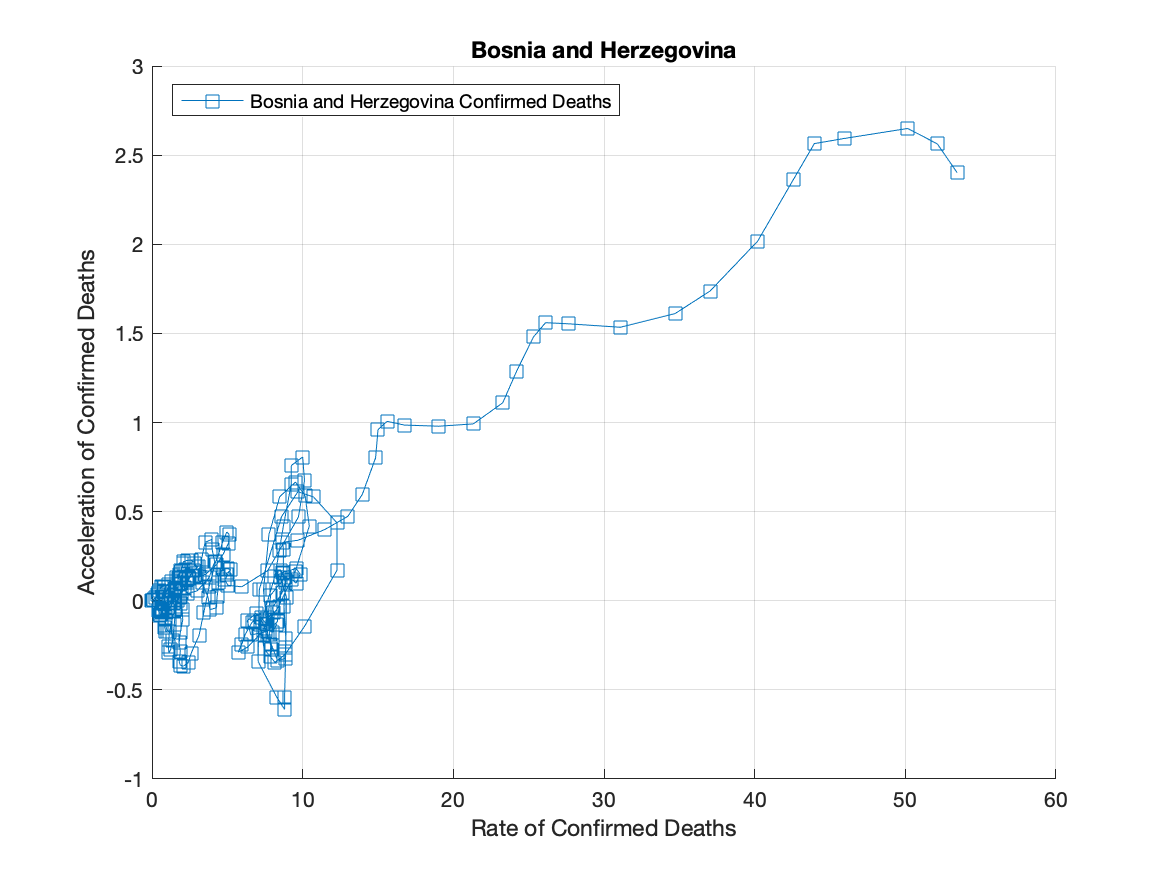 Bosnia and Herzegovina
Bosnia and Herzegovina Confirmed Deaths
3
2.5
2
1.5
1
0.5
0
-0.5
-1
Acceleration of Confirmed Deaths
0 10 20 30 40 50 60
Rate of Confirmed Deaths